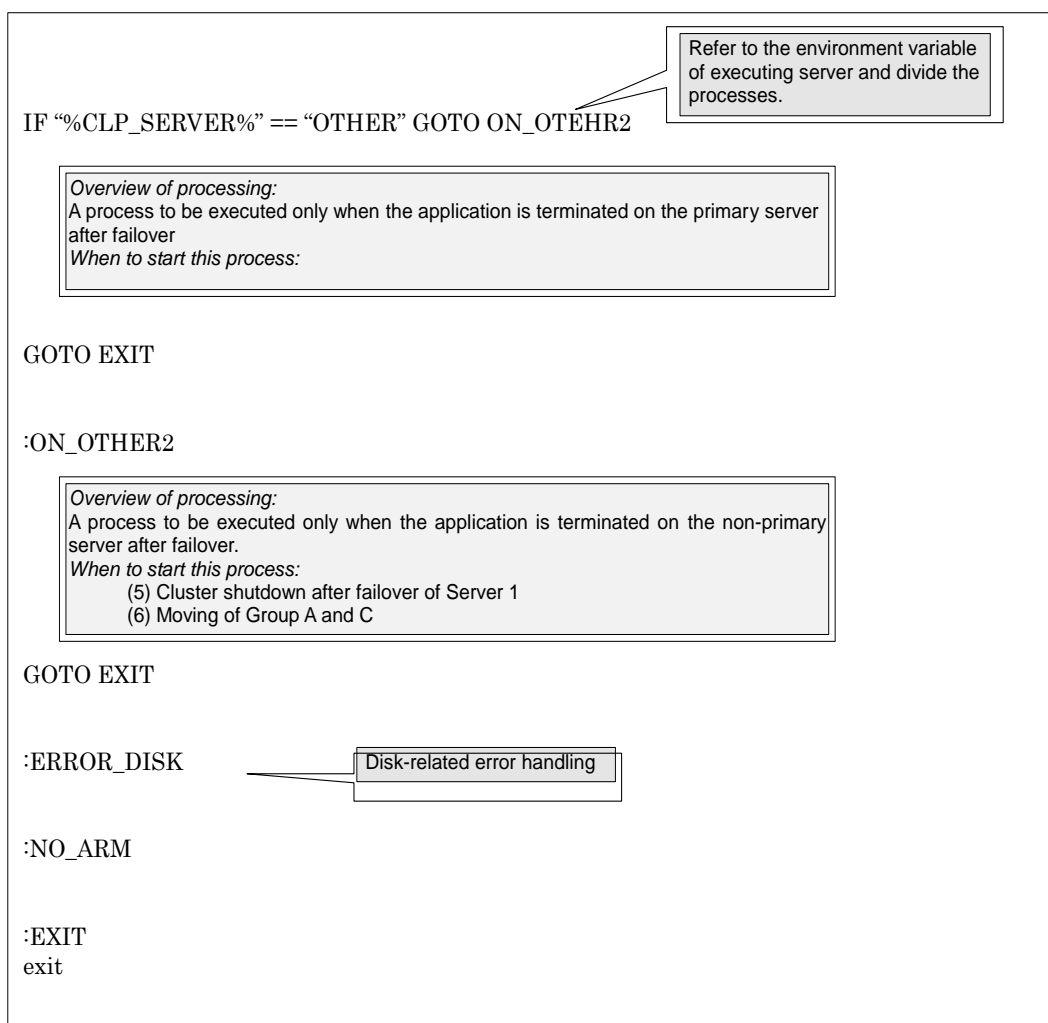 Refer to the environment variable
of executing server and divide the
processes.
IF “%CLP_SERVER%” == “OTHER” GOTO ON_OTEHR2
Overview of processing:
A process to be executed only when the application is terminated on the primary server
after failover
When to start this process:
GOTO EXIT
:ON_OTHER2
Overview of processing:
A process to be executed only when the application is terminated on the non-primary
server after failover.
When to start this process:
(5) Cluster shutdown after failover of Server 1
(6) Moving of Group A and C
GOTO EXIT
:ERROR_DISK
Disk-related error handling
:NO_ARM
:EXIT
exit